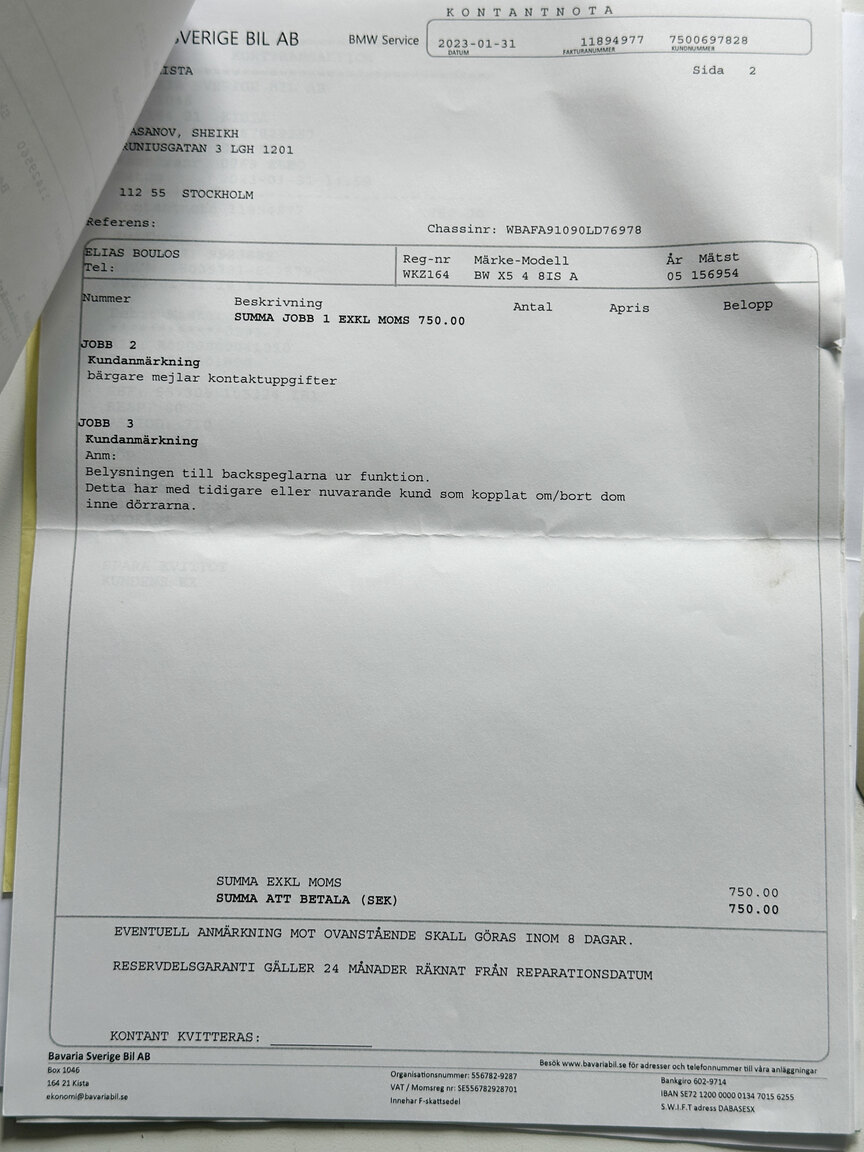 KONTANTNOTA
SVERIGE BIL AB BMW Service 2023-01-31 11894977 7500697828
DATUM FAKTURANUMMER KUNDNUMMER
ISTA Sida 2
ASANOV, SHEIKH
RUNIUSGATAN 3 LGH 1201
112 55 STOCKHOLM
Referens: Chassinr: WBAFA91090LD76978
ELIAS BOULOS Reg-nr Märke-Modell År Mätst
Tel: WKZ164 BW X5 4 8IS A 05 156954
Nummer Beskrivning Antal Apris Belopp
SUMMA JOBB 1 EXKL MOMS 750.00
JOBB 2
Kundanmärkning
bärgare mejlar kontaktuppgifter
JOBB 3
Kundanmärkning
Anm:
Belysningen till backspeglarna ur funktion.
Detta har med tidigare eller nuvarande kund som kopplat om/bort dom
inne dörrarna.
SUMMA EXKL MOMS 750.00
SUMMA ATT BETALA (SEK) 750.00
EVENTUELL ANMÄRKNING MOT OVANSTÅENDE SKALL GÖRAS INOM 8 DAGAR.
RESERVDELSGARANTI GÄLLER 24 MÅNADER RÄKNAT FRÅN REPARATIONSDATUM
KONTANT KVITTERAS:
Bavaria Sverige Bil AB
Box 1046
164 21 Kista
ekonomi@bavariabil.se
Organisationsnummer: 556782-9287
VAT / Momsreg nr: SE556782928701
Innehar F-skattsedel
Besök www.bavariabil.se för adresser och telefonnummer till våra anläggningar
Bankgiro 602-9714
IBAN SE72 1200 0000 0134 7015 6255
S.W.I.F.T adress DABASESX